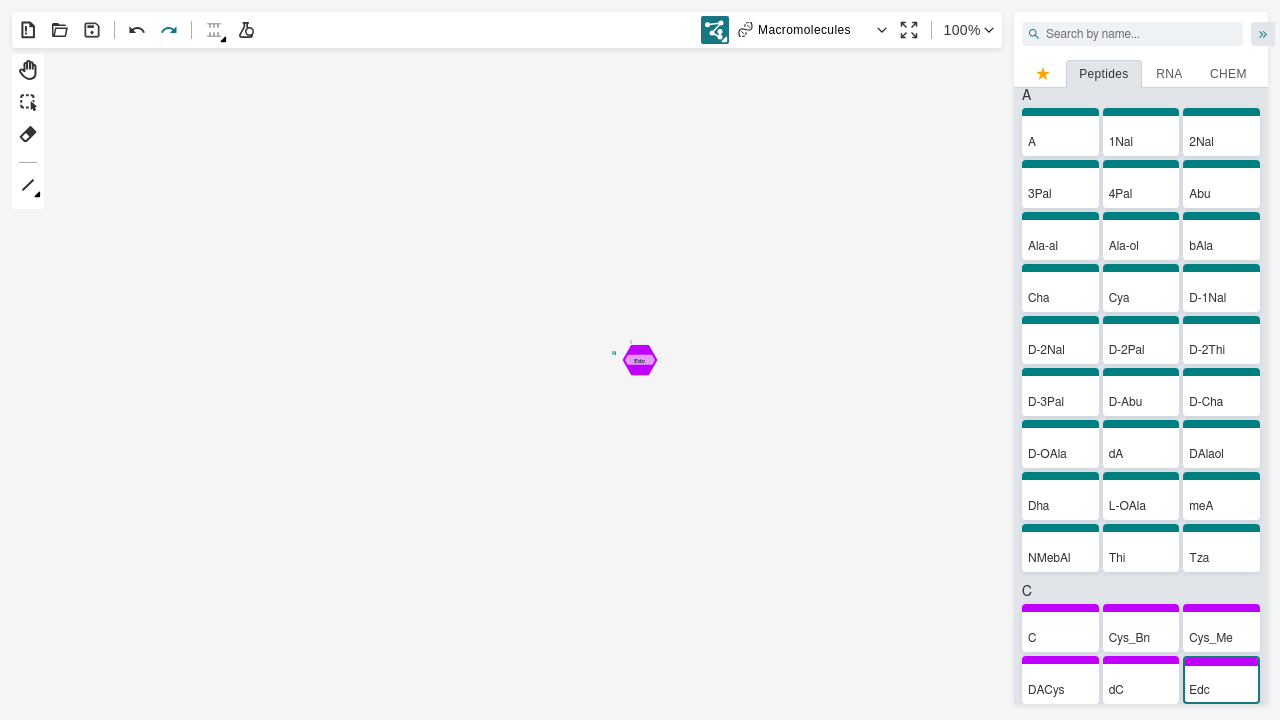 Macromolecules
100%
Search by name...
Peptides
RNA
CHEM
A
A
1Nal
2Nal
3Pal
4Pal
Abu
Ala-al
Ala-ol
bAla
Cha
Cya
D-1Nal
D-2Nal
D-2Pal
D-2Thi
D-3Pal
D-Abu
D-Cha
D-OAla
dA
DAlaol
Dha
L-OAla
meA
NMebAl
Thi
Tza
C
C
Cys_Bn
Cys_Me
DACys
dC
Edc
1
N
Edc